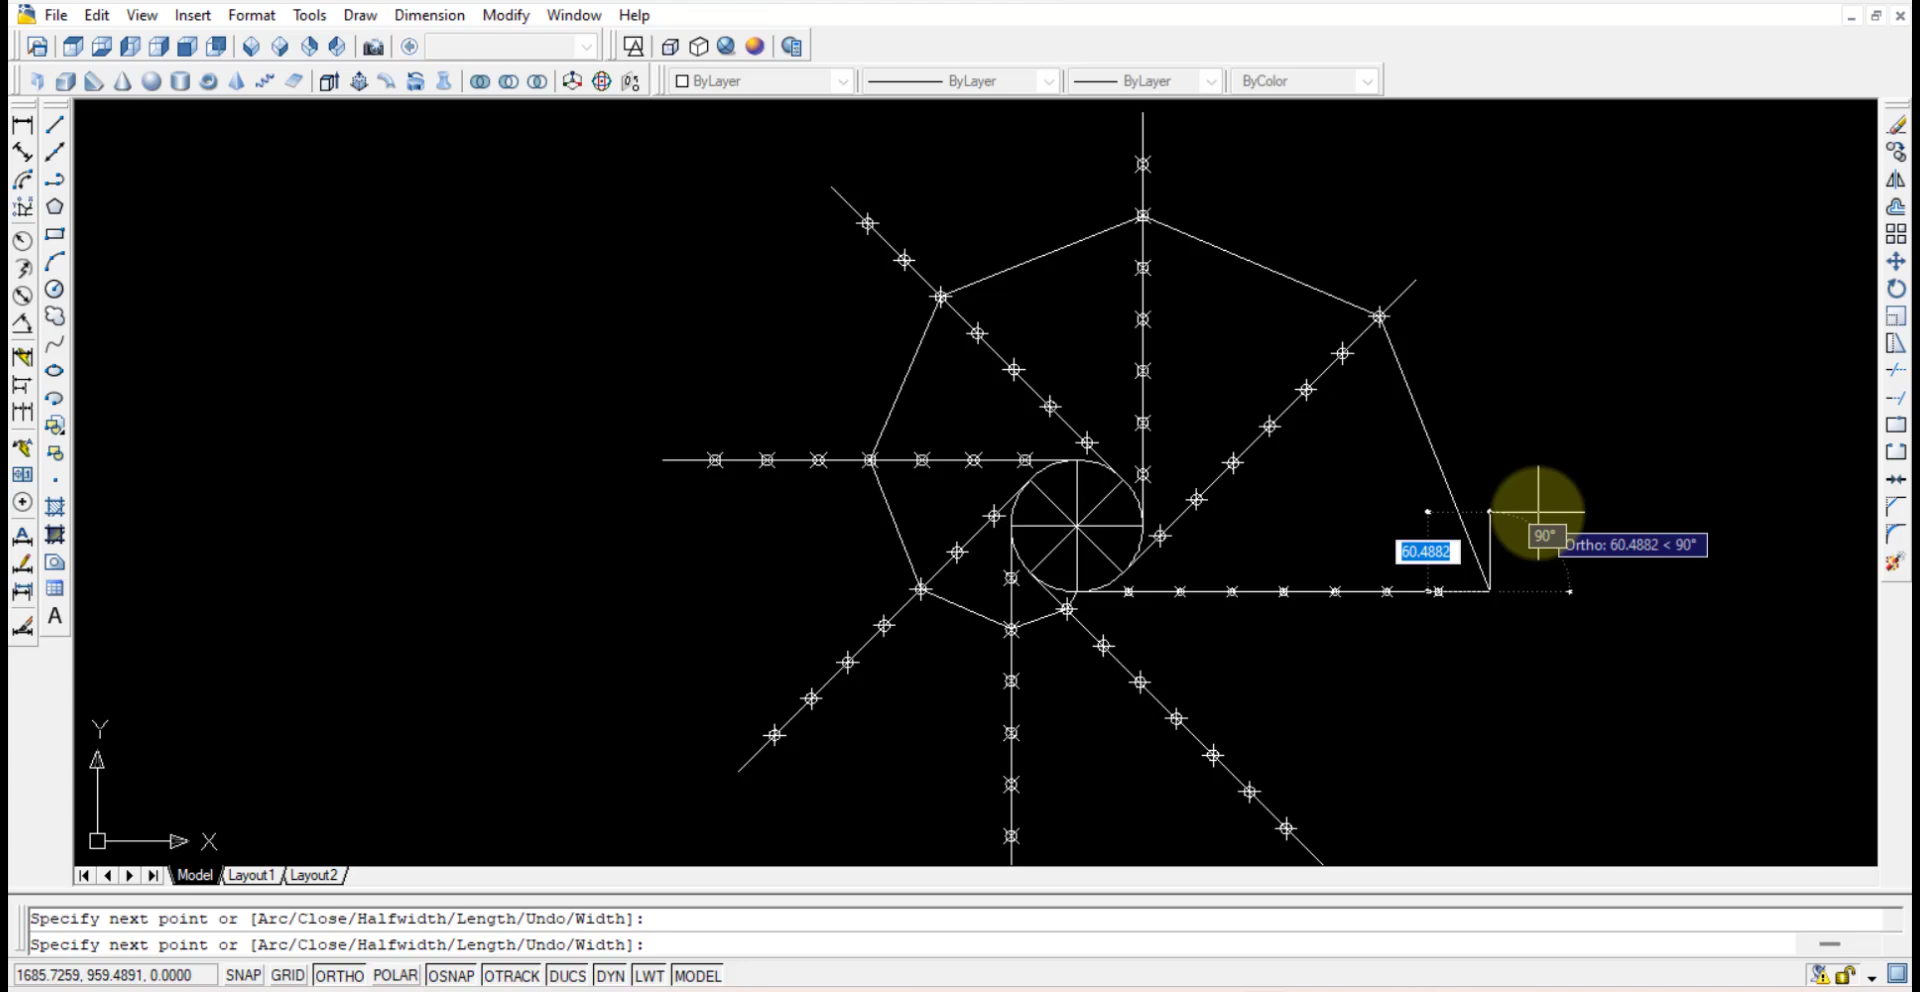 File Edit View Insert Format Tools Draw Dimension Modify Window Help
ByLayer ByLayer ByLayer ByColor
A
60.4882
90°
Ortho: 60.4882 < 90°
Y
X
Model Layout1 Layout2
Specify next point or [Arc/Close/Halfwidth/Length/Undo/Width]:
Specify next point or [Arc/Close/Halfwidth/Length/Undo/Width]:
1685.7259, 959.4891, 0.0000 SNAP GRID ORTHO POLAR OSNAP OTRACK DUCS DYN LWT MODEL